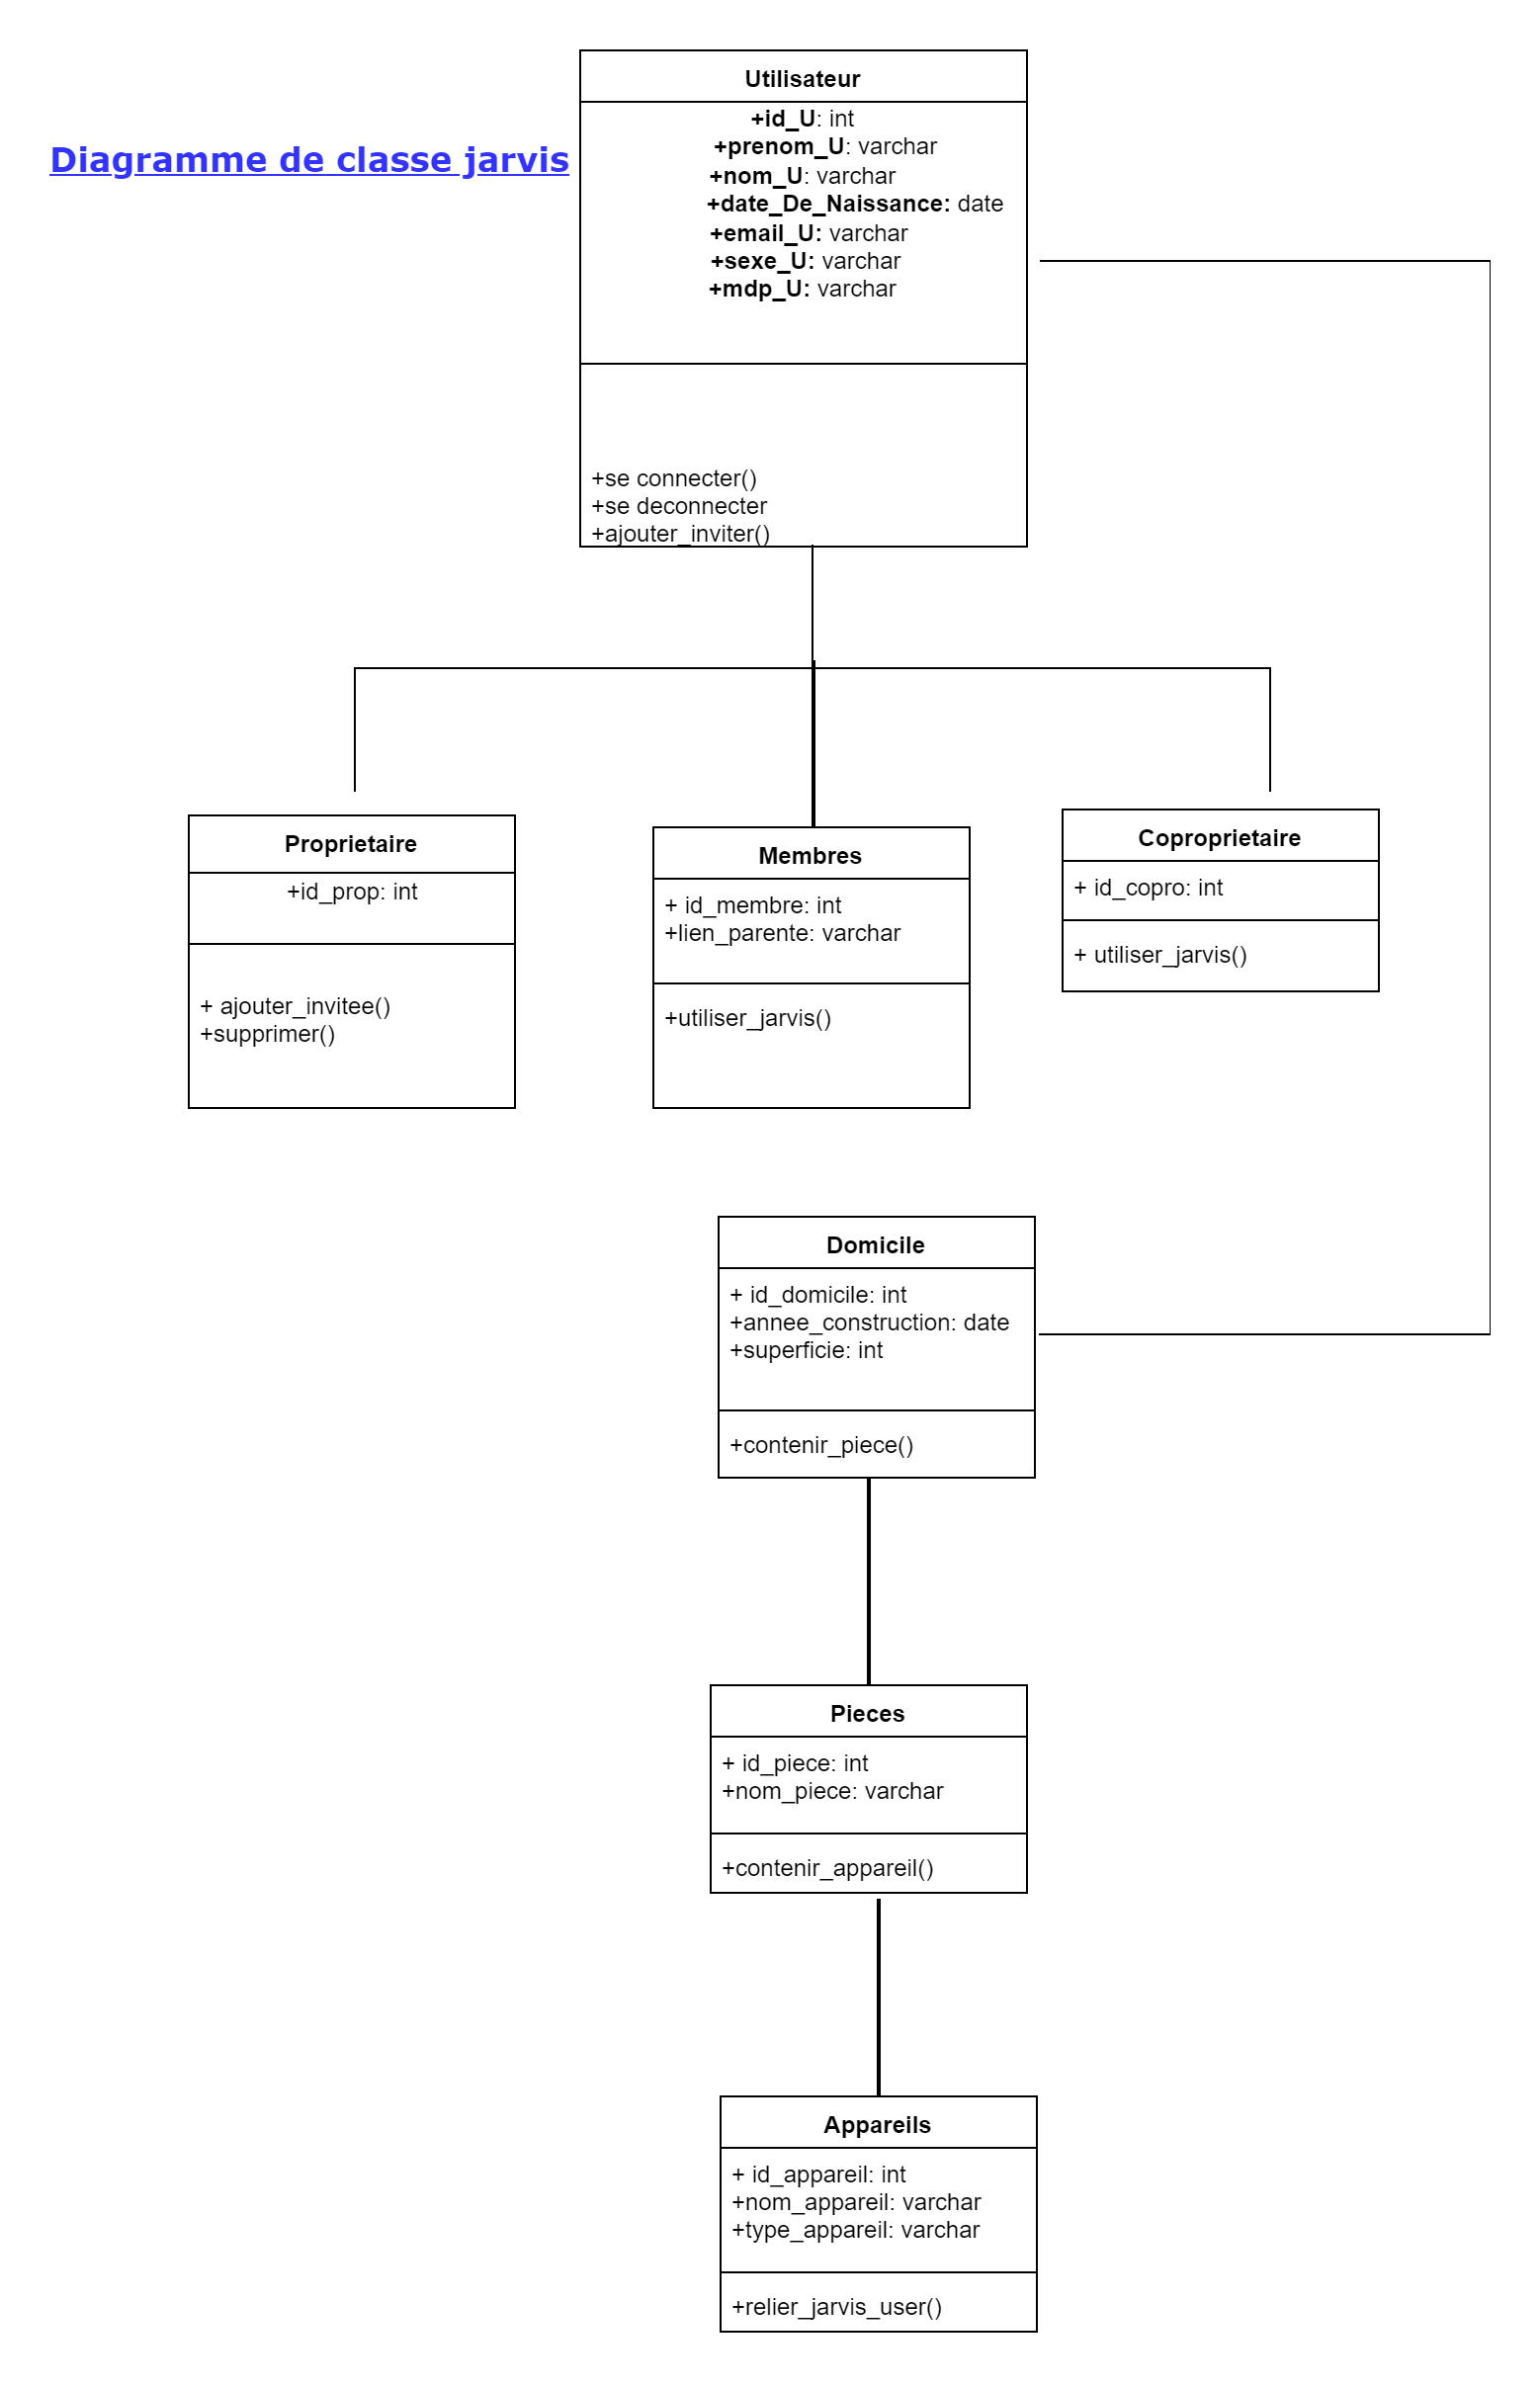 Utilisateur
Diagramme de classe jarvis
+id_U: int
+prenom_U: varchar
+nom_U: varchar
+date_De_Naissance: date
+email_U: varchar
+sexe_U: varchar
+mdp_U: varchar
+se connecter()
+se deconnecter
+ajouter_inviter()
Proprietaire
+id_prop: int
+ ajouter_invitee()
+supprimer()
Membres
+ id_membre: int
+lien_parente: varchar
+utiliser_jarvis()
Coproprietaire
+ id_copro: int
+ utiliser_jarvis()
Domicile
+ id_domicile: int
+annee_construction: date
+superficie: int
+contenir_piece()
Pieces
+ id_piece: int
+nom_piece: varchar
+contenir_appareil()
Appareils
+ id_appareil: int
+nom_appareil: varchar
+type_appareil: varchar
+relier_jarvis_user()